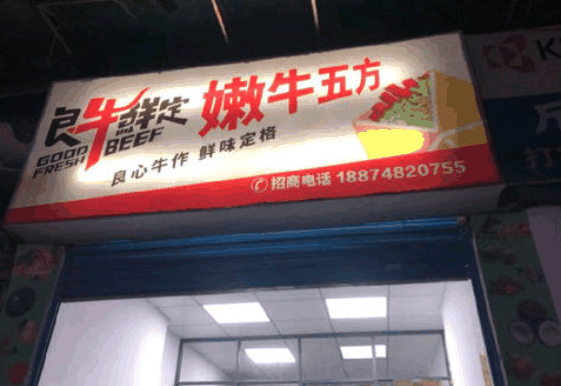 良牛鲜定
GOOD BEEF
FRESH
嫩牛五方
良心牛作 鲜味定格
招商电话 18874820755
K
打